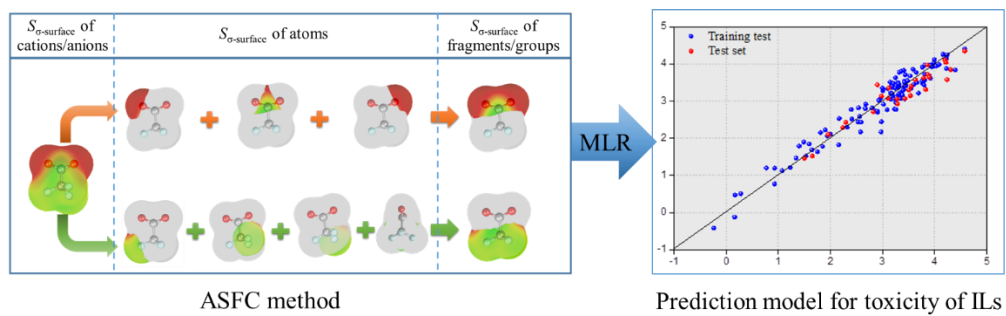 Sσ-surface of
cations/anions
Sσ-surface of atoms
Sσ-surface of
fragments/groups
MLR
Training test
Test set
5
4
3
2
1
0
-1
-1
0
1
2
3
4
5
ASFC method
Prediction model for toxicity of ILs